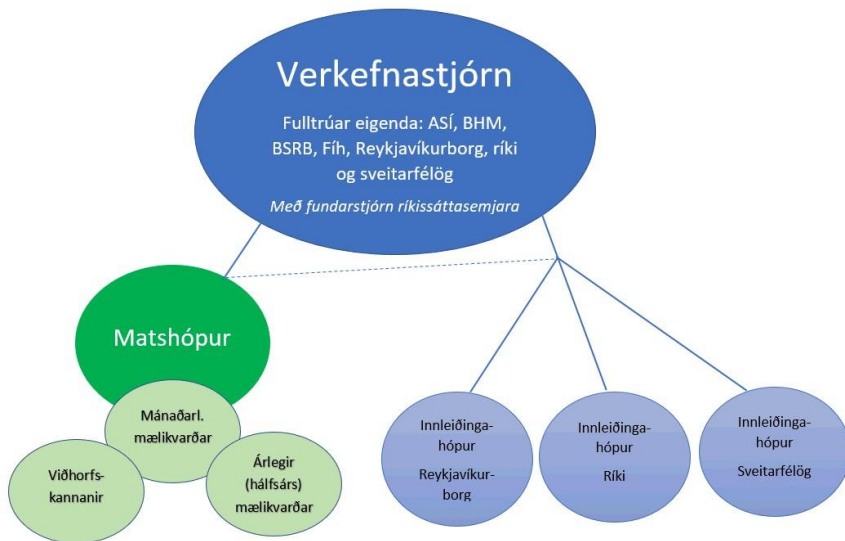 Verkefnastjórn
Fulltrúar eigenda: ASÍ, BHM,
BSRB, Fíh, Reykjavíkurborg, ríki
og sveitarfélög
Með fundarstjórn ríkissáttasemjara
Matshópur
Mánaðarl.
mælikvarðar
Viðhorfs-
kannanir
Árlegir
(hálfsárs)
mælikvarðar
Innleiðinga-
hópur
Reykjavíkur-
borg
Innleiðinga-
hópur
Ríki
Innleiðinga-
hópur
Sveitarfélög